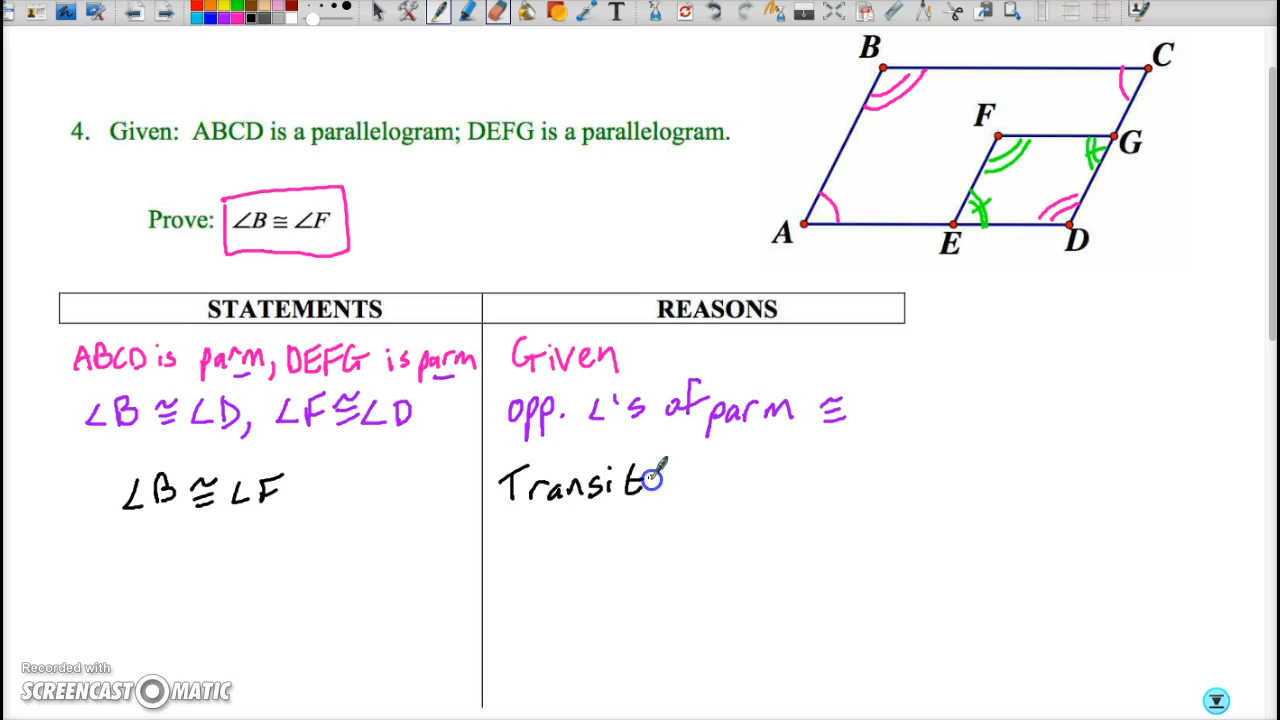 B
C
F
G
A
E
D
4. Given: ABCD is a parallelogram; DEFG is a parallelogram.
Prove: ∠B ≅ ∠F
STATEMENTS REASONS
ABCD is parm, DEFG is parm Given
∠B ≅ ∠D, ∠F ≅ ∠D opp. ∠'s of parm ≅
∠B ≅ ∠F Transit
Recorded with
SCREENCAST O MATIC